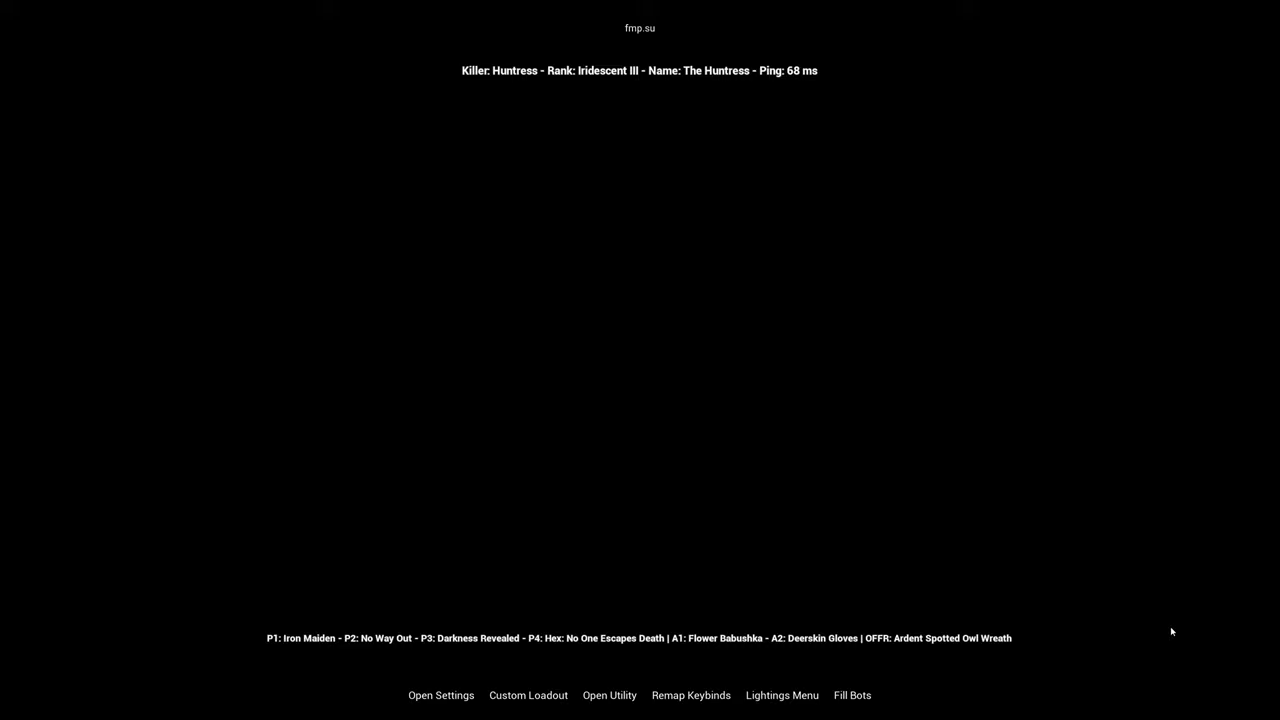 fmp.su
Killer: Huntress - Rank: Iridescent III - Name: The Huntress - Ping: 68 ms
P1: Iron Maiden - P2: No Way Out - P3: Darkness Revealed - P4: Hex: No One Escapes Death | A1: Flower Babushka - A2: Deerskin Gloves | OFFR: Ardent Spotted Owl Wreath
Open Settings Custom Loadout Open Utility Remap Keybinds Lightings Menu Fill Bots